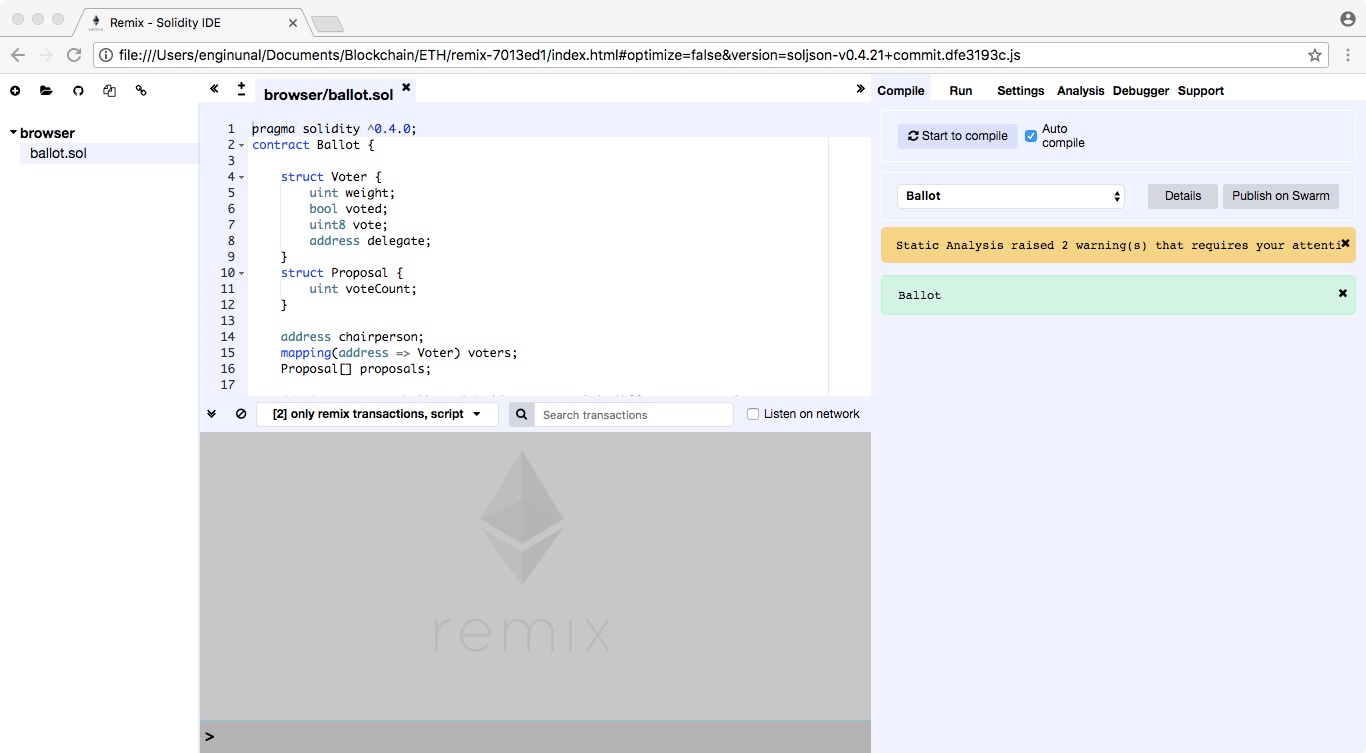 Remix - Solidity IDE
file:///Users/enginunal/Documents/Blockchain/ETH/remix-7013ed1/index.html#optimize=false&version=soljson-v0.4.21+commit.dfe3193c.js
browser
ballot.sol
browser/ballot.sol
1 pragma solidity ^0.4.0;
2 contract Ballot {
3
4 struct Voter {
5 uint weight;
6 bool voted;
7 uint8 vote;
8 address delegate;
9 }
10 struct Proposal {
11 uint voteCount;
12 }
13
14 address chairperson;
15 mapping(address => Voter) voters;
16 Proposal[] proposals;
17
[2] only remix transactions, script
Search transactions
Listen on network
remix
>
Compile Run Settings Analysis Debugger Support
Start to compile
Auto
compile
Ballot
Details
Publish on Swarm
Static Analysis raised 2 warning(s) that requires your attenti
Ballot